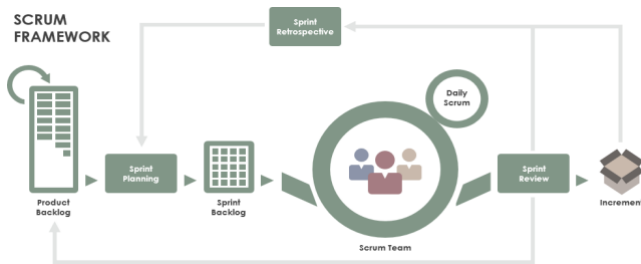 SCRUM
FRAMEWORK
Sprint
Retrospective
Daily
Scrum
Sprint
Planning
Sprint
Review
Product
Backlog
Sprint
Backlog
Scrum Team
Increment